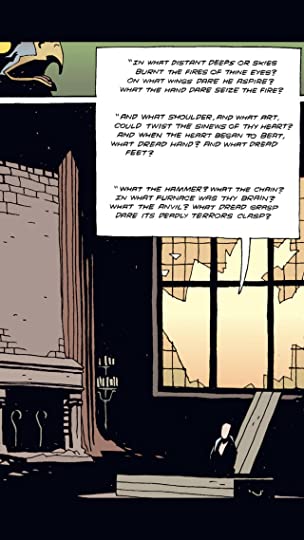 "IN WHAT DISTANT DEEPS OR SKIES
BURNT THE FIRES OF THINE EYES?
ON WHAT WINGS DARE HE ASPIRE?
WHAT THE HAND DARE SEIZE THE FIRE?
"AND WHAT SHOULDER, AND WHAT ART,
COULD TWIST THE SINEWS OF THY HEART?
AND WHEN THE HEART BEGAN TO BEAT,
WHAT DREAD HAND? AND WHAT DREAD
FEET?
"WHAT THE HAMMER? WHAT THE CHAIN?
IN WHAT FURNACE WAS THY BRAIN?
WHAT THE ANVIL? WHAT DREAD GRASP
DARE ITS DEADLY TERRORS CLASP?